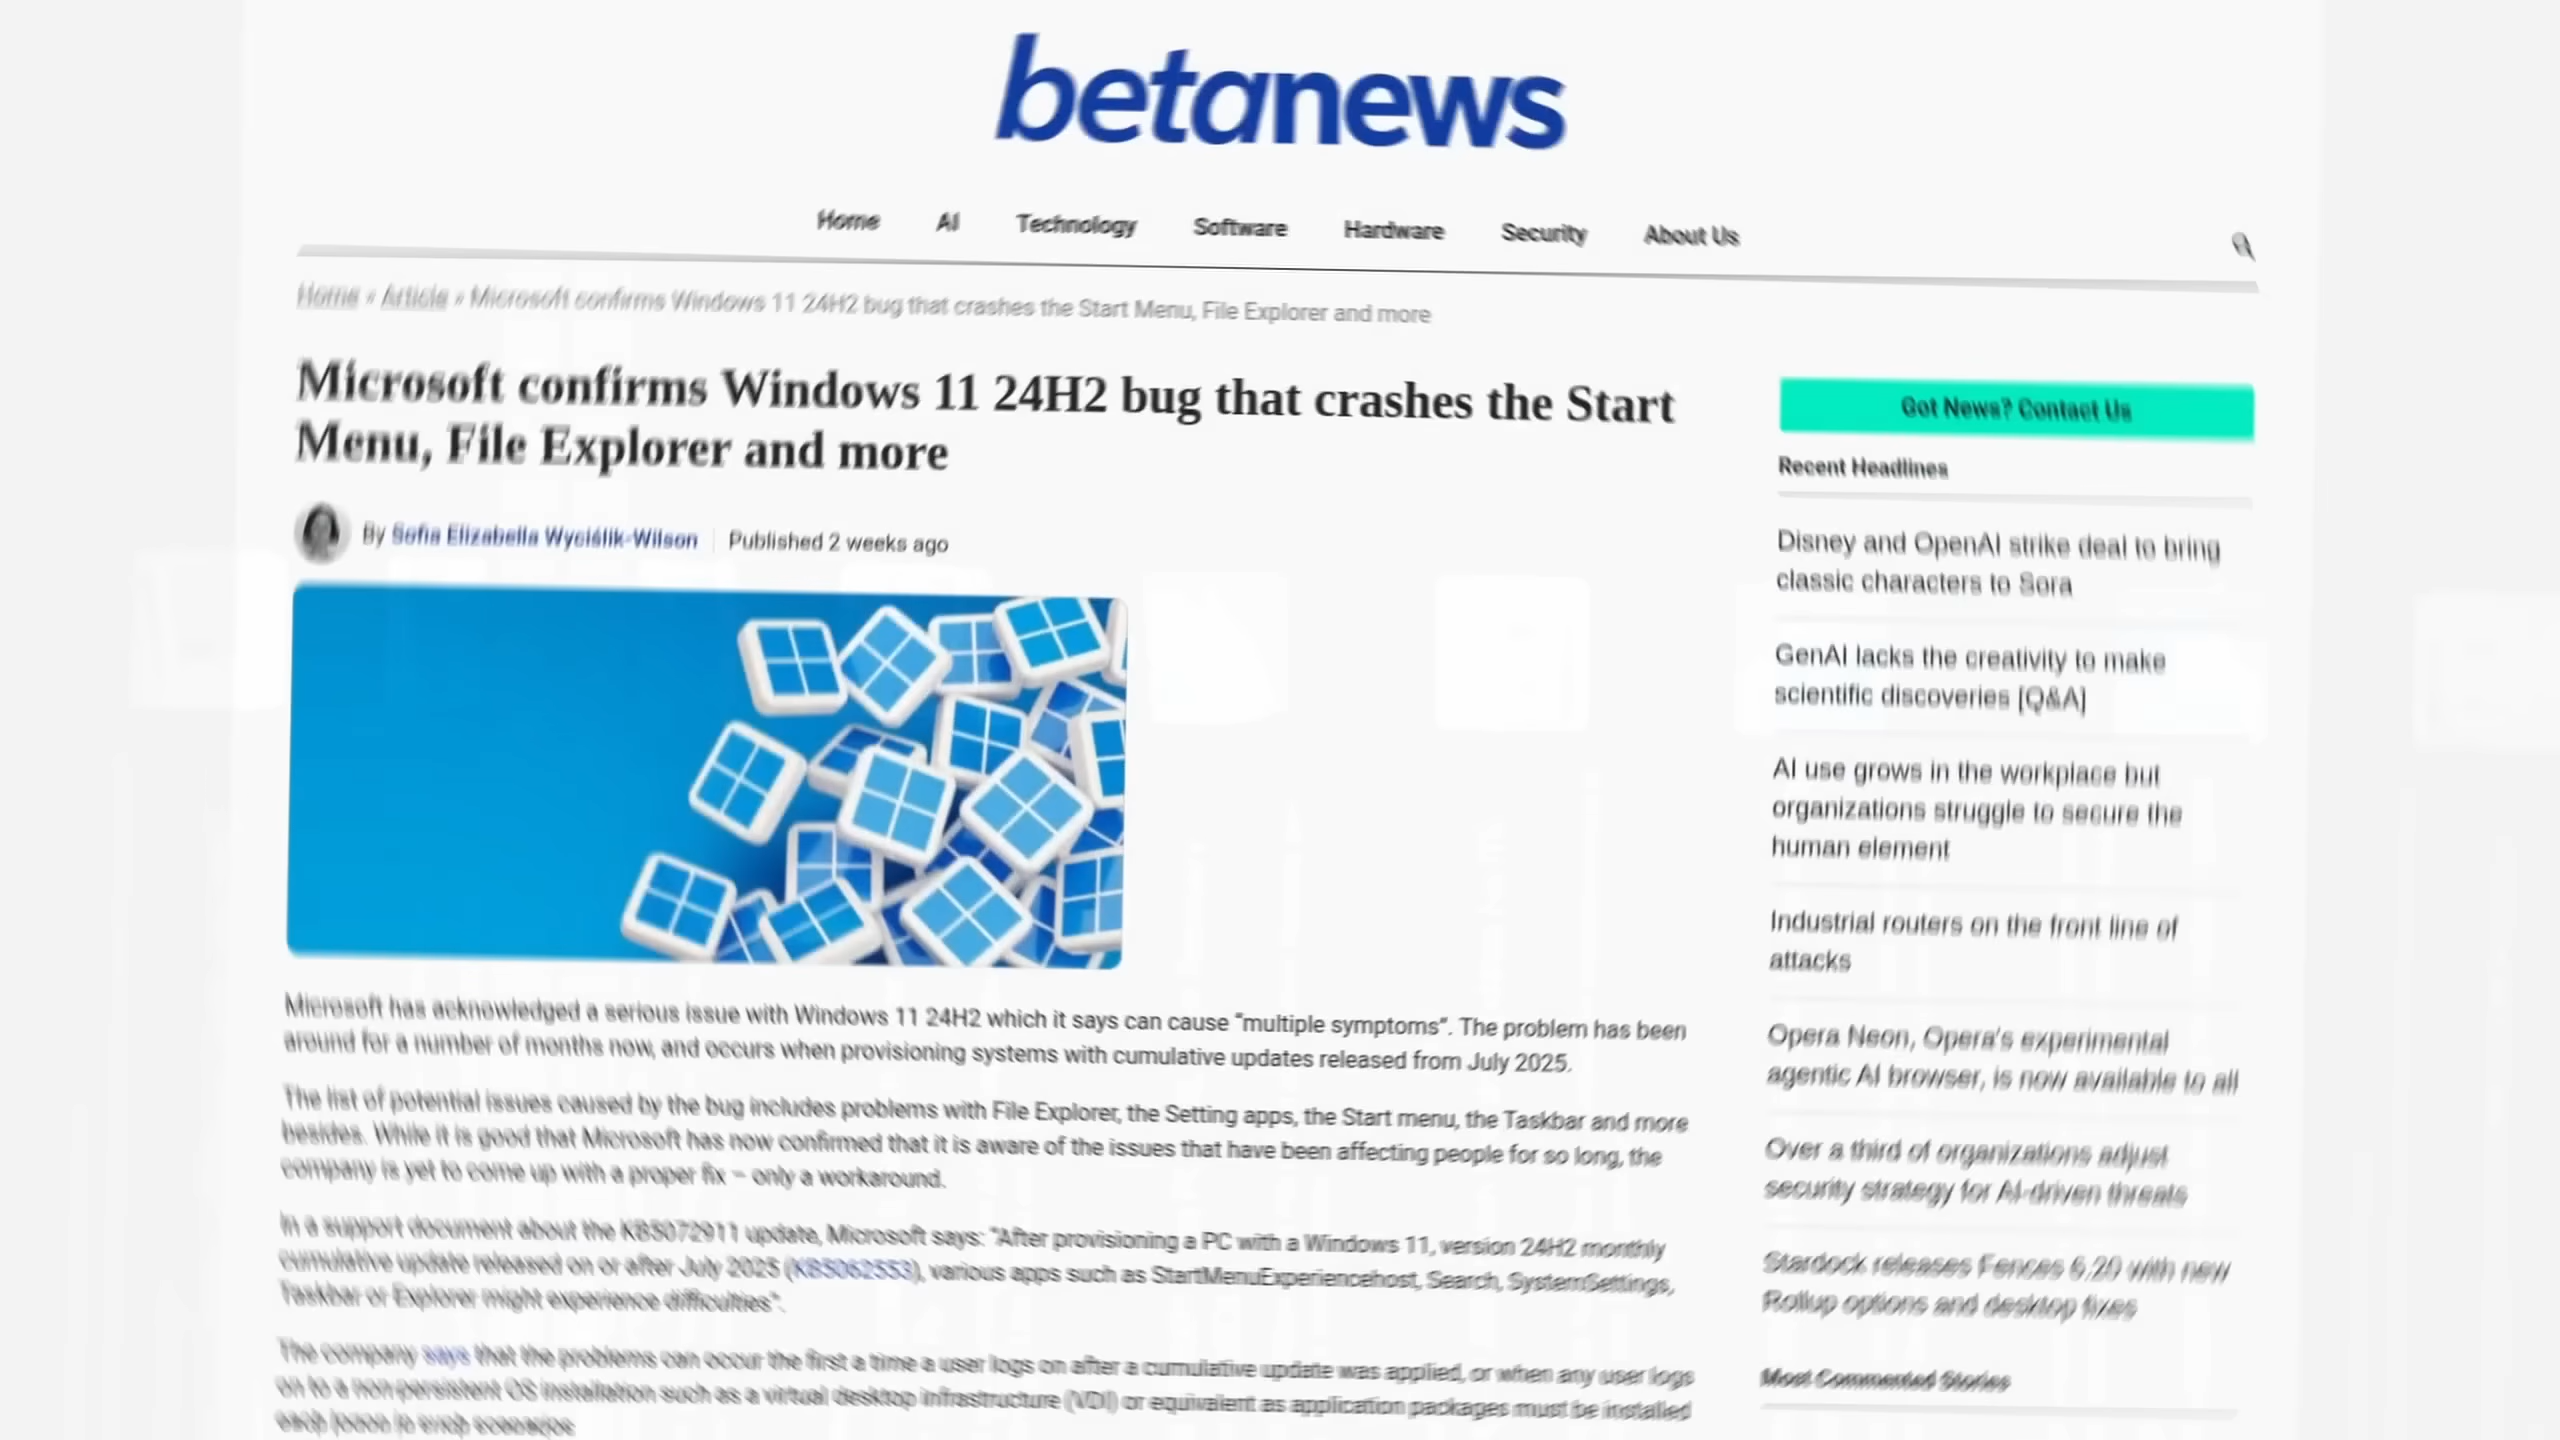 betanews
Home AI Technology Software Hardware Security About Us
Home » Article » Microsoft confirms Windows 11 24H2 bug that crashes the Start Menu, File Explorer and more
Microsoft confirms Windows 11 24H2 bug that crashes the Start
Menu, File Explorer and more
By Sofia Elizabella Wyciślik-Wilson Published 2 weeks ago
Microsoft has acknowledged a serious issue with Windows 11 24H2 which it says can cause “multiple symptoms”. The problem has been
around for a number of months now, and occurs when provisioning systems with cumulative updates released from July 2025.
The list of potential issues caused by the bug includes problems with File Explorer, the Setting apps, the Start menu, the Taskbar and more
besides. While it is good that Microsoft has now confirmed that it is aware of the issues that have been affecting people for so long, the
company is yet to come up with a proper fix – only a workaround.
In a support document about the KB5072911 update, Microsoft says: “After provisioning a PC with a Windows 11, version 24H2 monthly
cumulative update released on or after July 2025 (KB5062553), various apps such as StartMenuExperiencehost, Search, SystemSettings,
Taskbar or Explorer might experience difficulties”.
The company says that the problems can occur the first a time a user logs on after a cumulative update was applied, or when any user logs
on to a non-persistent OS installation such as a virtual desktop infrastructure (VDI) or equivalent as application packages must be installed
Got News? Contact Us
Recent Headlines
Disney and OpenAI strike deal to bring
classic characters to Sora
GenAI lacks the creativity to make
scientific discoveries [Q&A]
AI use grows in the workplace but
organizations struggle to secure the
human element
Industrial routers on the front line of
attacks
Opera Neon, Opera's experimental
agentic AI browser, is now available to all
Over a third of organizations adjust
security strategy for AI-driven threats
Stardock releases Fences 6.20 with new
Rollup options and desktop fixes
Most Commented Stories